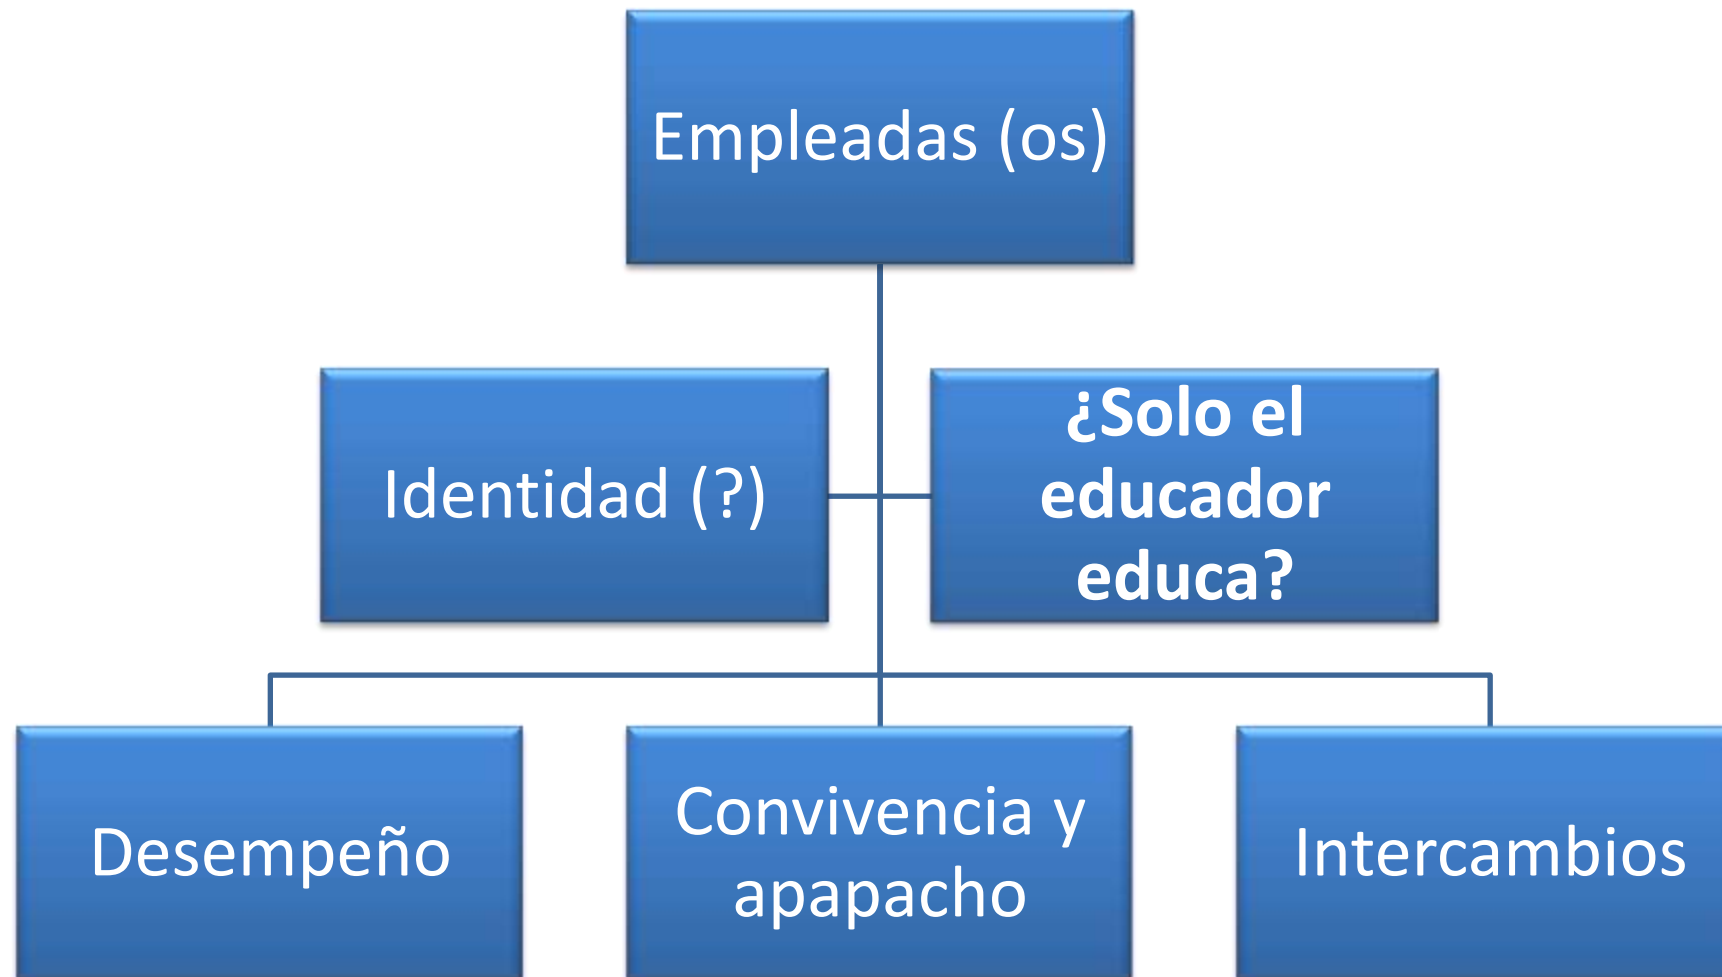 Empleadas (os)
Identidad (?)
¿Solo el
educador
educa?
Desempeño
Convivencia y
apapacho
Intercambios